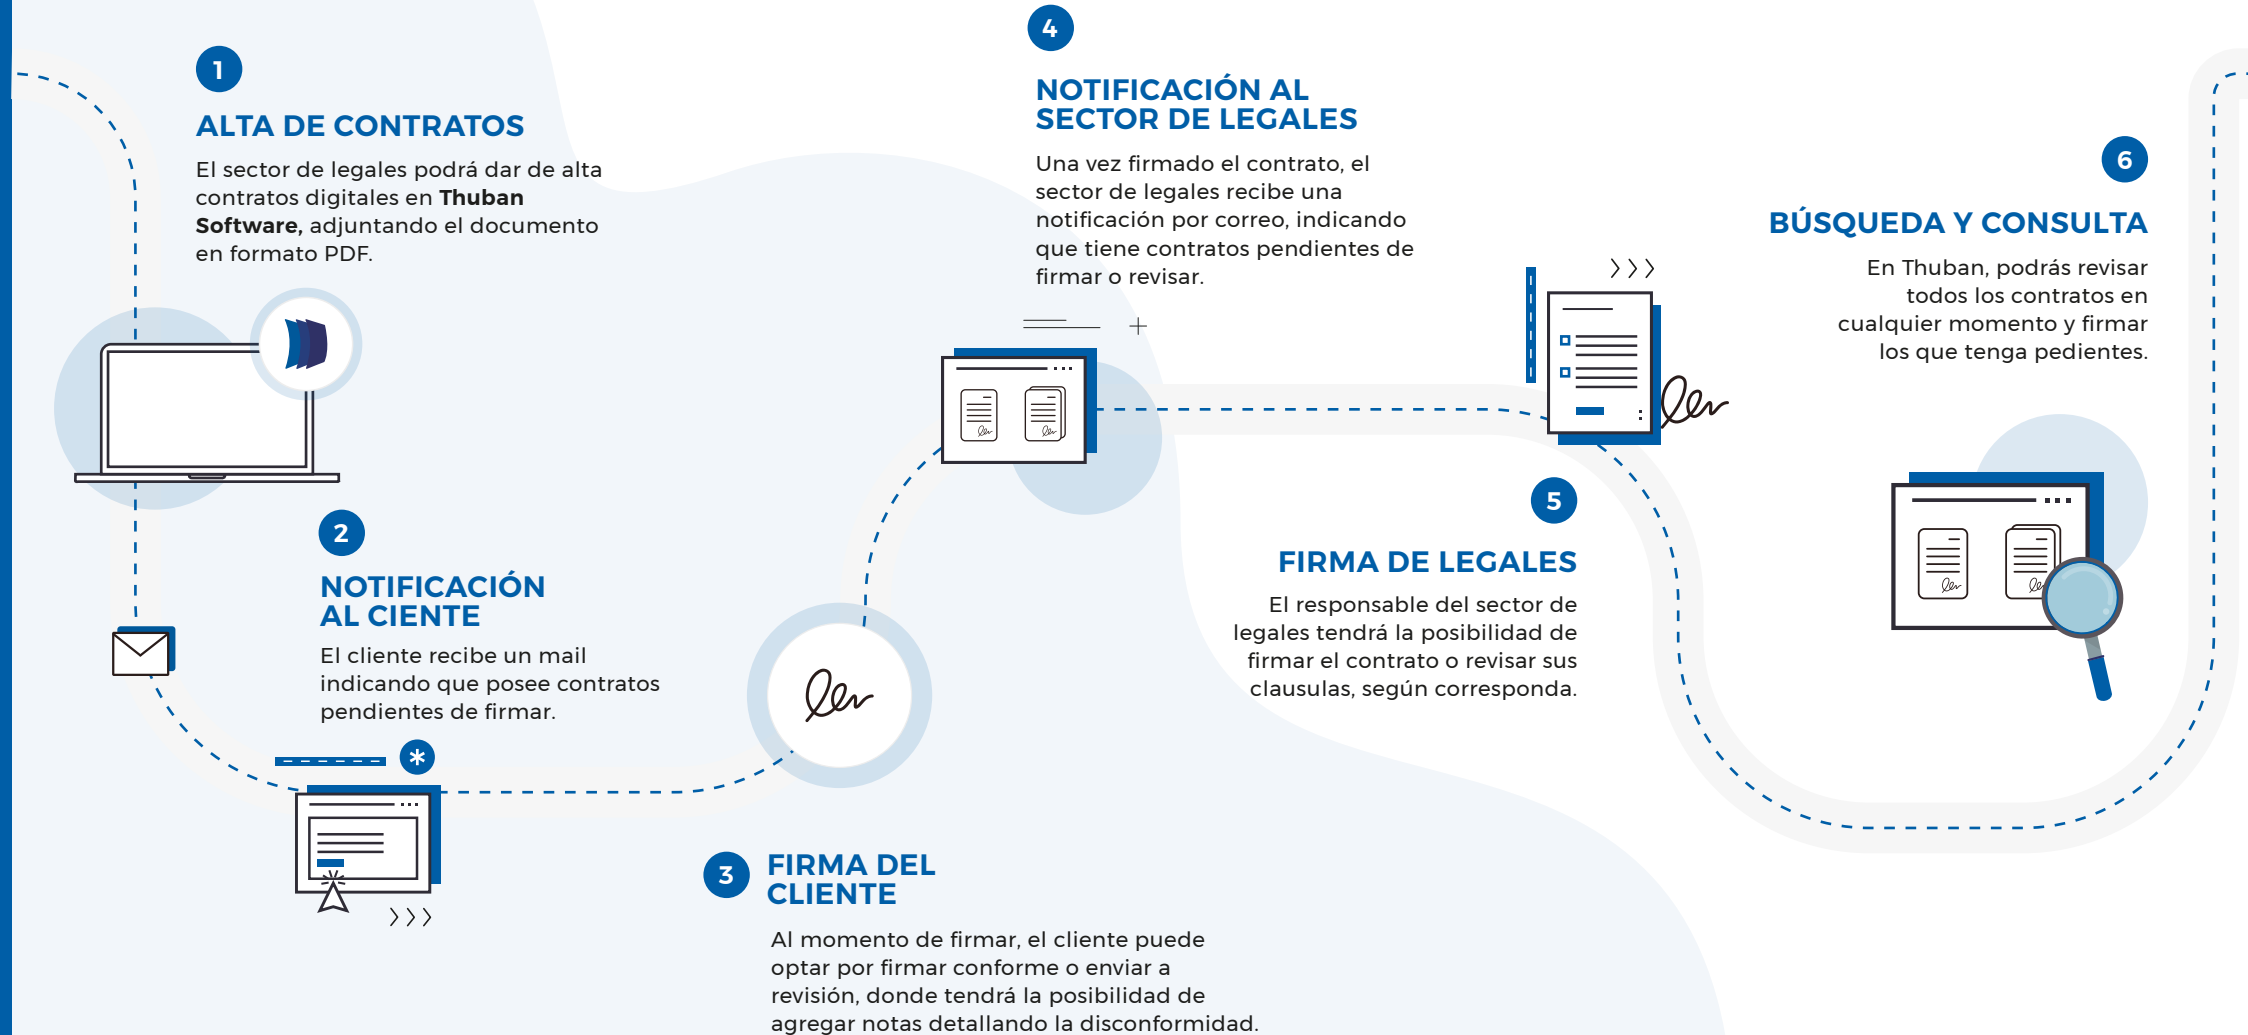 1
ALTA DE CONTRATOS
El sector de legales podrá dar de alta
contratos digitales en Thuban
Software, adjuntando el documento
en formato PDF.
2
NOTIFICACIÓN
AL CIENTE
El cliente recibe un mail
indicando que posee contratos
pendientes de firmar.
3
FIRMA DEL
CLIENTE
Al momento de firmar, el cliente puede
optar por firmar conforme o enviar a
revisión, donde tendrá la posibilidad de
agregar notas detallando la disconformidad.
4
NOTIFICACIÓN AL
SECTOR DE LEGALES
Una vez firmado el contrato, el
sector de legales recibe una
notificación por correo, indicando
que tiene contratos pendientes de
firmar o revisar.
5
FIRMA DE LEGALES
El responsable del sector de
legales tendrá la posibilidad de
firmar el contrato o revisar sus
clausulas, según corresponda.
6
BÚSQUEDA Y CONSULTA
En Thuban, podrás revisar
todos los contratos en
cualquier momento y firmar
los que tenga pedientes.